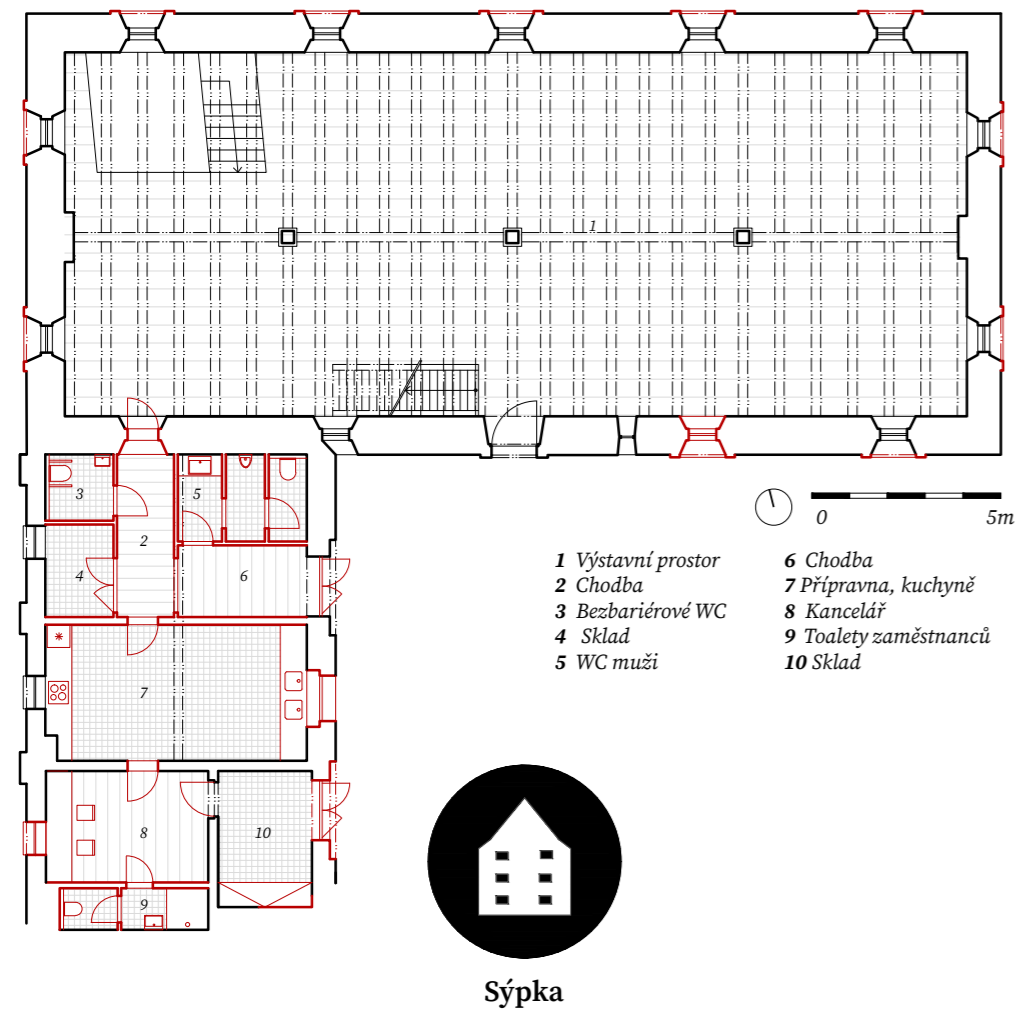 1
3
5
2
4
6
7
8
10
9
0 5m
1 Výstavní prostor
2 Chodba
3 Bezbariérové WC
4 Sklad
5 WC muži
6 Chodba
7 Přípravna, kuchyně
8 Kancelář
9 Toalety zaměstnanců
10 Sklad
Sýpka